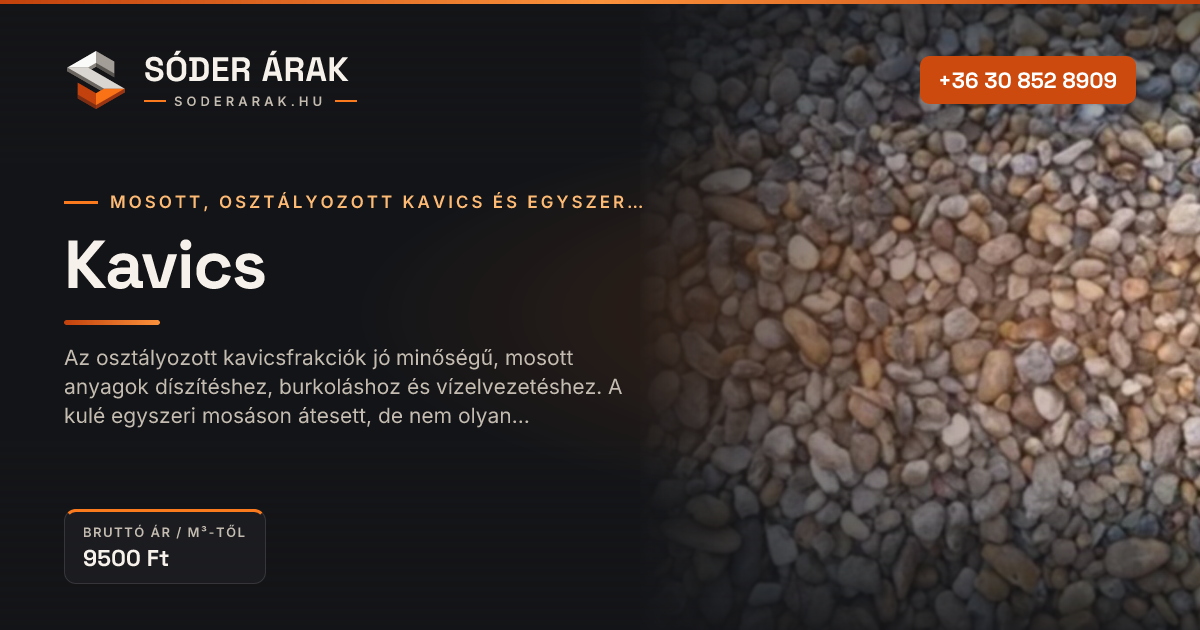 SÓDER ÁRAK
SODERARAK.HU
+36 30 852 8909
MOSOTT, OSZTÁLYOZOTT KAVICS ÉS EGYSZER...
Kavics
Az osztályozott kavicsfrakciók jó minőségű, mosott
anyagok díszítéshez, burkoláshoz és vízelvezetéshez. A
kulé egyszeri mosáson átesett, de nem olyan...
BRUTTÓ ÁR / M³-TŐL
9500 Ft